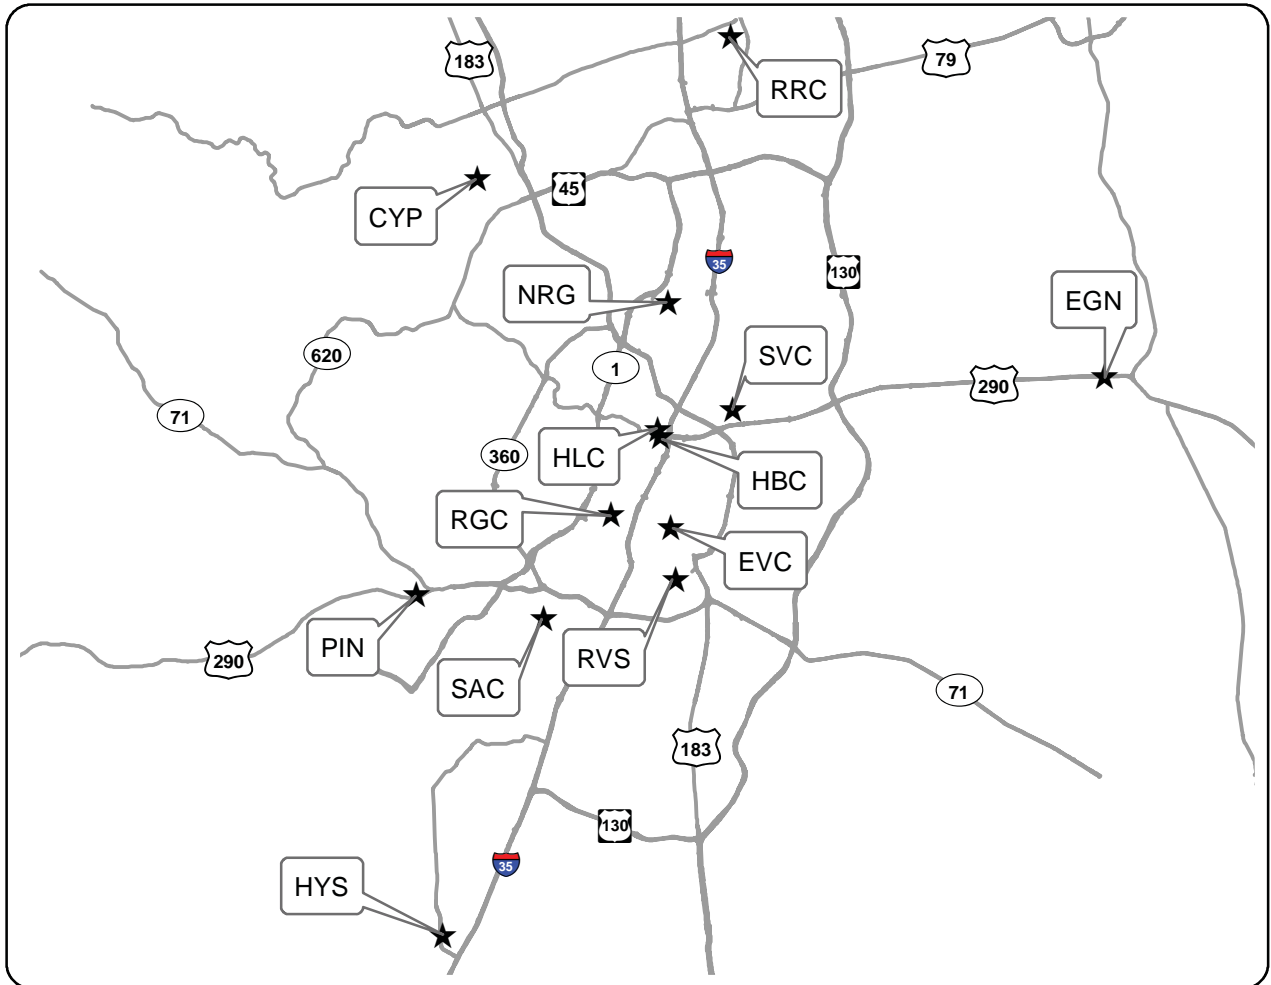 183
79
RRC
45
CYP
35
130
NRG
EGN
SVC
620
1
290
71
HLC
360
HBC
RGC
EVC
PIN
RVS
290
SAC
71
183
130
35
HYS